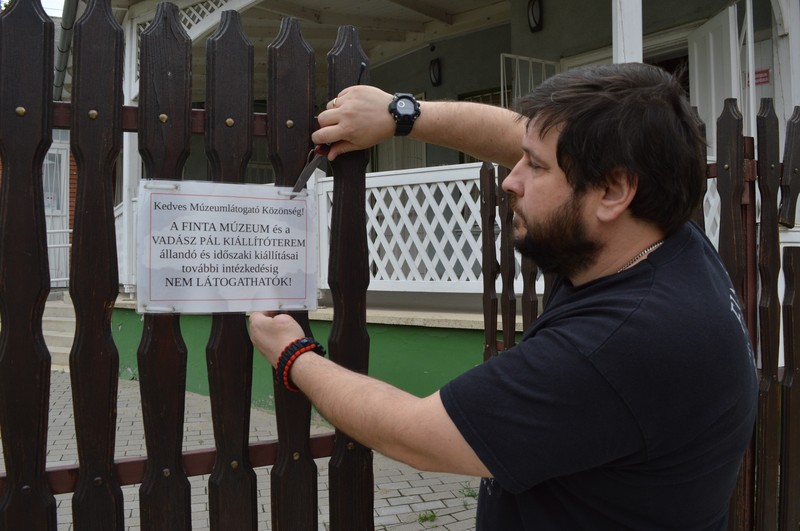 Kedves Múzeumlátogató Közönség!
A FINTA MÚZEUM és a
VADÁSZ PÁL KIÁLLÍTÓTEREM
állandó és időszaki kiállításai
további intézkedésig
NEM LÁTOGATHATÓK!